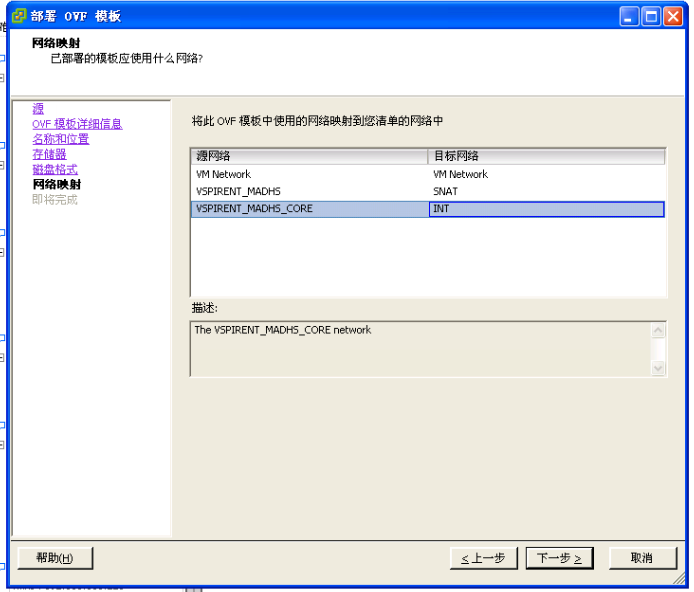 部署 OVF 模板
网络映射
已部署的模板应使用什么网络?
源
OVF 模板详细信息
名称和位置
存储器
磁盘格式
网络映射
即将完成
将此 OVF 模板中使用的网络映射到您清单的网络中
源网络 目标网络
VM Network VM Network
VSPIRENT_MADHS SNAT
VSPIRENT_MADHS_CORE INT
描述:
The VSPIRENT_MADHS_CORE network
帮助(H) ≤上一步 下一步 ≥ 取消